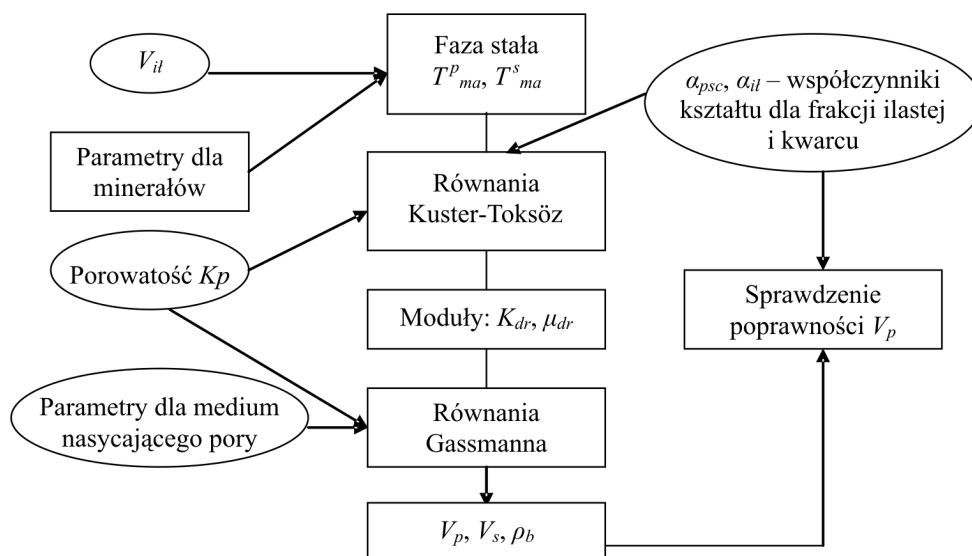 V_ił
Faza stała
T^p_ma, T^s_ma
α_psc, α_ił – współczynniki
kształtu dla frakcji ilastej
i kwarcu
Parametry dla
minerałów
Równania
Kuster-Toksöz
Porowatość Kp
Moduły: K_dr, μ_dr
Sprawdzenie
poprawności V_p
Parametry dla medium
nasycającego pory
Równania
Gassmanna
V_p, V_s, ρ_b